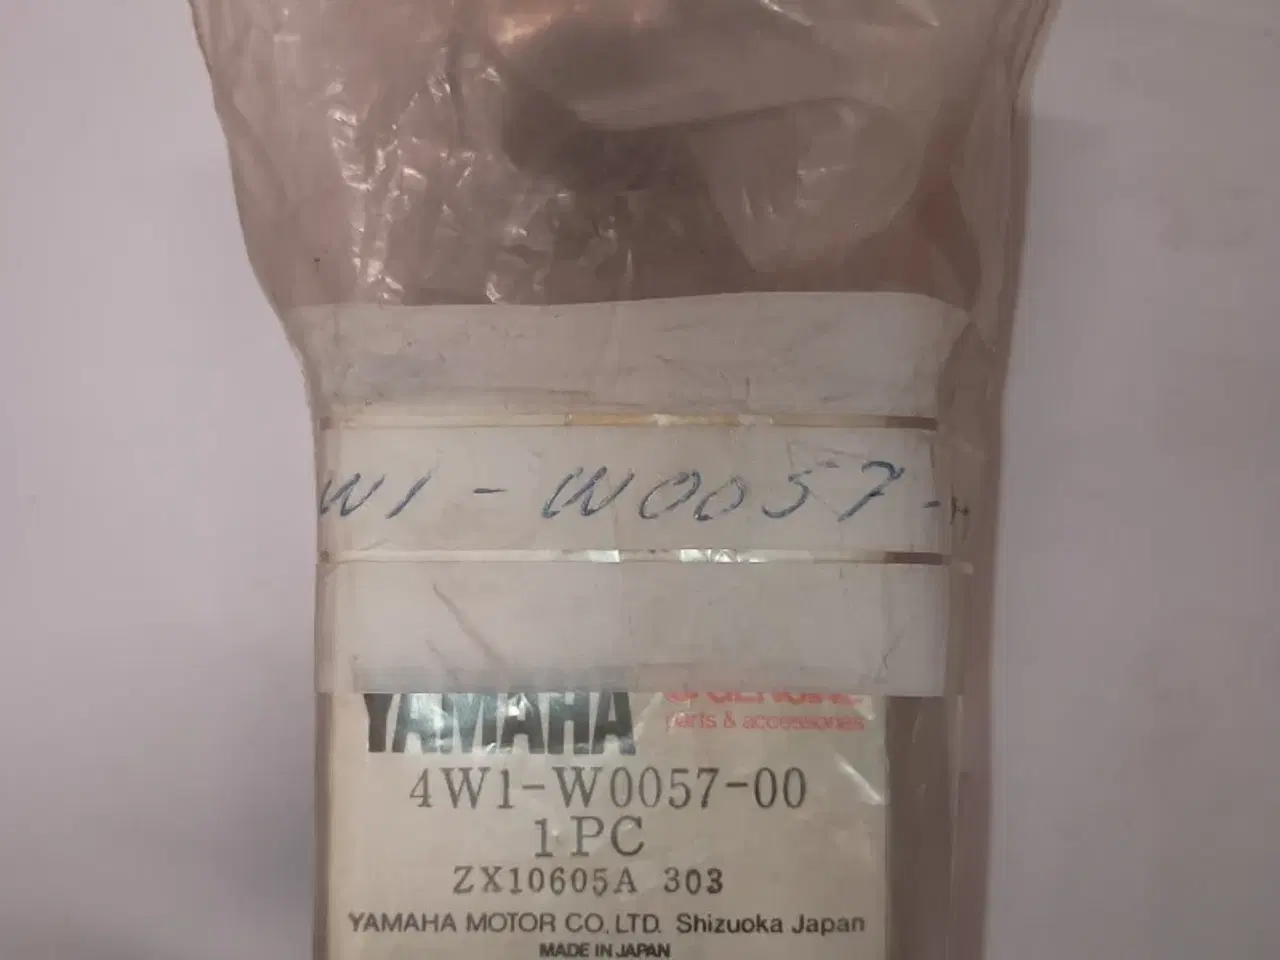 W1-W0057-
YAMAHA GENUINE
parts & accessories
4W1-W0057-00
1 PC
ZX10605A 303
YAMAHA MOTOR CO., LTD. Shizuoka Japan
MADE IN JAPAN